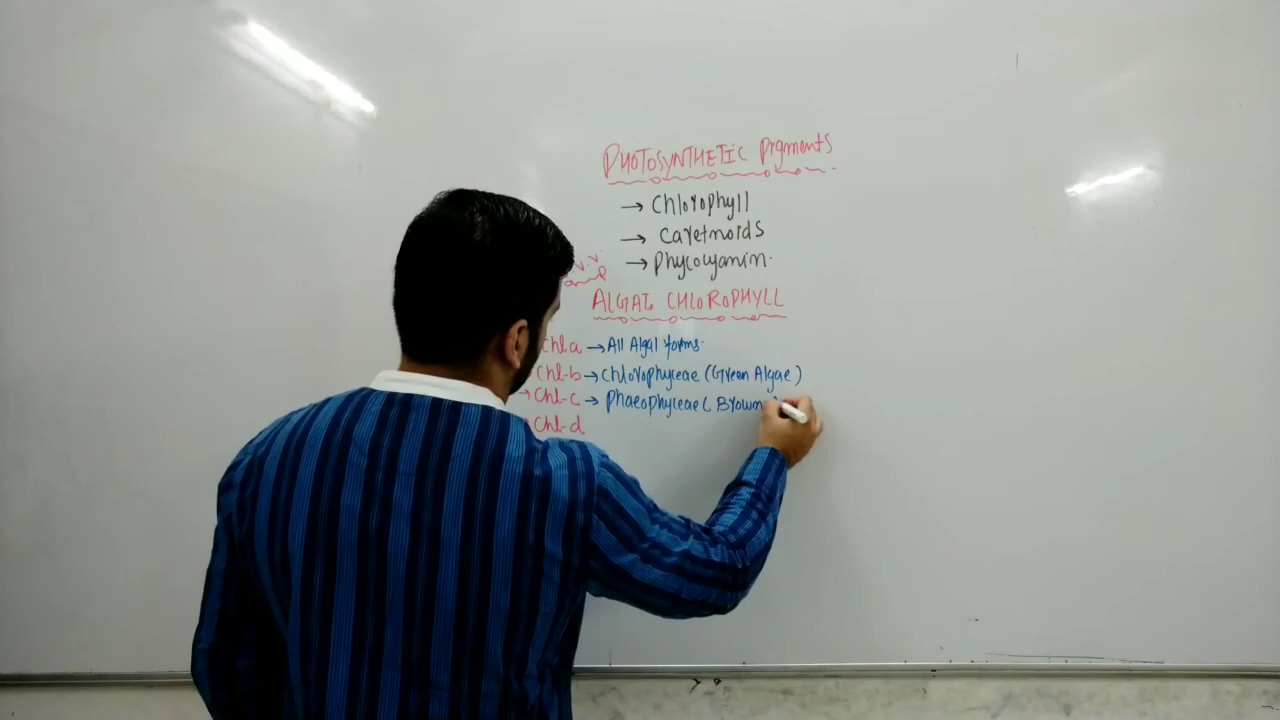 PHOTOSYNTHETIC PIgmentS
→ Chlorophyll
→ Caretnoids
→ Phycocyanin.
v.v
ALGAL CHLOROPHYLL
Chl.a → All Algal forms.
Chl-b → Chlorophyceae (Green Algae)
→ Chl-c → Phaeophyceae ( Brown
Chl-d